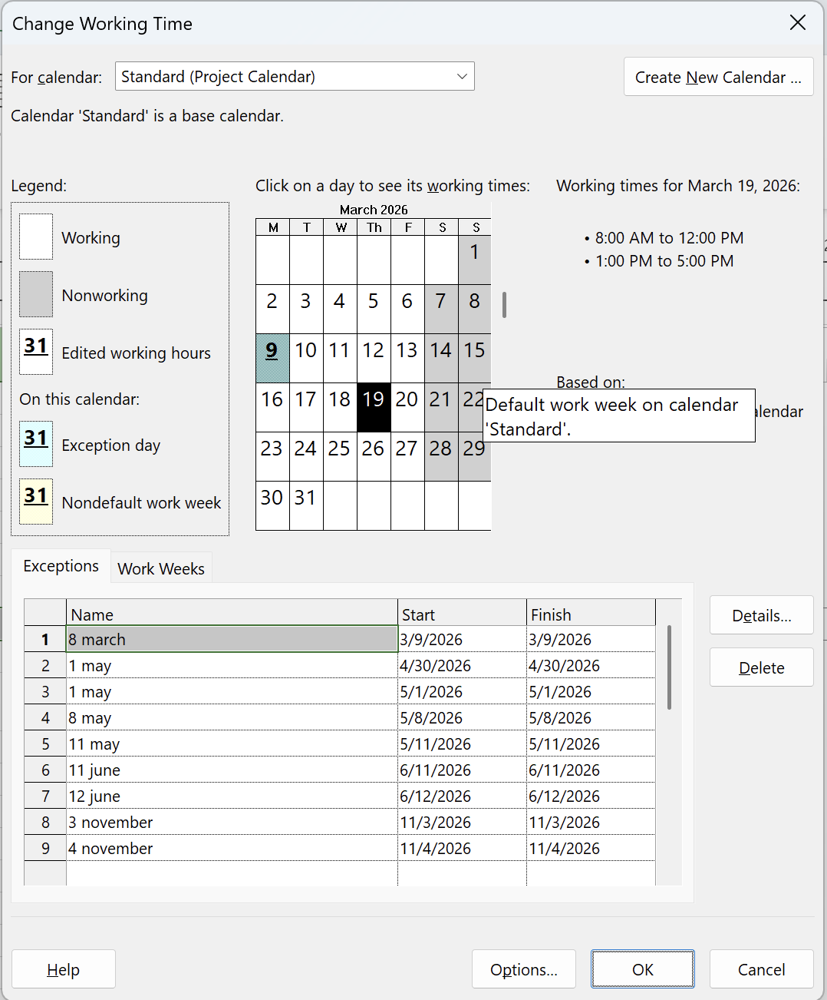 Change Working Time
For calendar: Standard (Project Calendar) Create New Calendar ...
Calendar 'Standard' is a base calendar.
Legend:
Working
Nonworking
31 Edited working hours
On this calendar:
31 Exception day
31 Nondefault work week
Click on a day to see its working times:
March 2026
M T W Th F S S
1
2 3 4 5 6 7 8
9 10 11 12 13 14 15
16 17 18 19 20 21 22
23 24 25 26 27 28 29
30 31
Working times for March 19, 2026:
• 8:00 AM to 12:00 PM
• 1:00 PM to 5:00 PM
Based on:
Default work week on calendar
'Standard'.
Exceptions Work Weeks
Name Start Finish
1 8 march 3/9/2026 3/9/2026
2 1 may 4/30/2026 4/30/2026
3 1 may 5/1/2026 5/1/2026
4 8 may 5/8/2026 5/8/2026
5 11 may 5/11/2026 5/11/2026
6 11 june 6/11/2026 6/11/2026
7 12 june 6/12/2026 6/12/2026
8 3 november 11/3/2026 11/3/2026
9 4 november 11/4/2026 11/4/2026
Details...
Delete
Help Options... OK Cancel